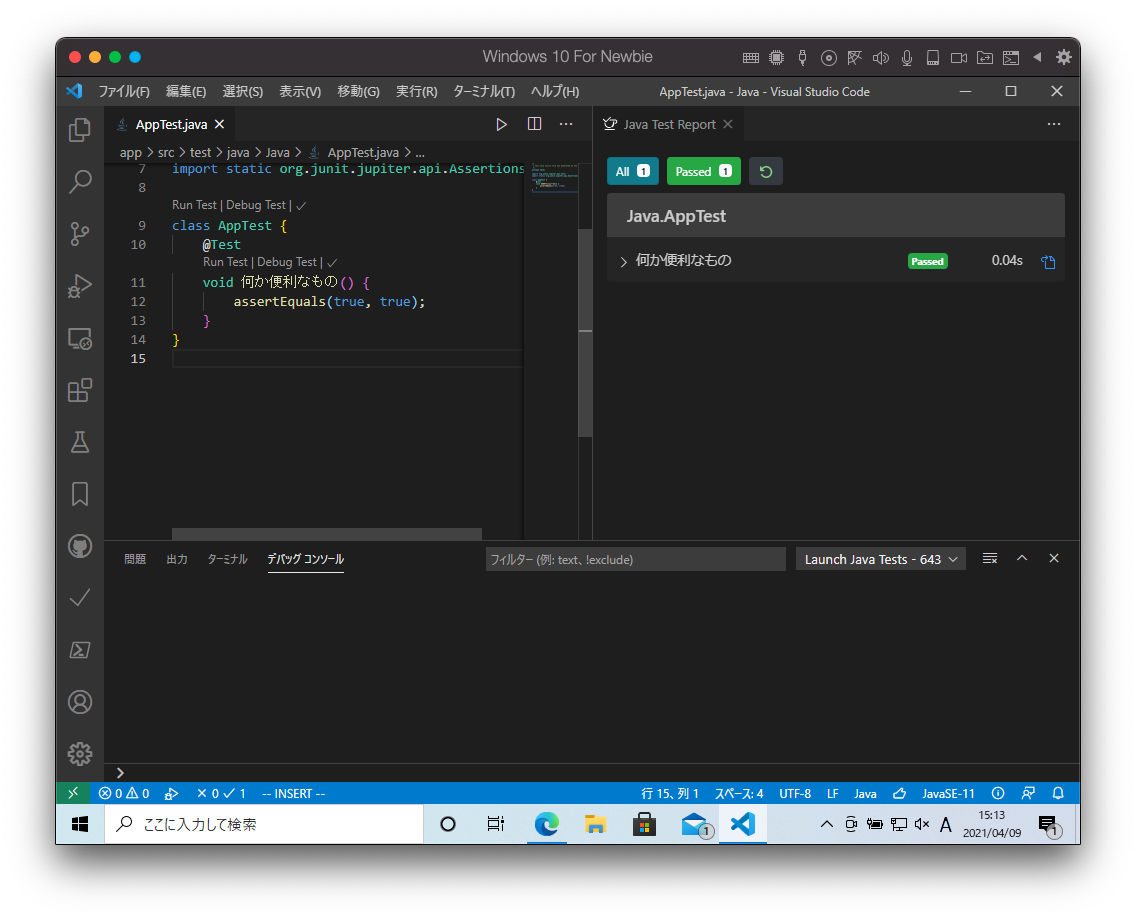 Windows 10 For Newbie
ファイル(F) 編集(E) 選択(S) 表示(V) 移動(G) 実行(R) ターミナル(T) ヘルプ(H) AppTest.java - Java - Visual Studio Code
AppTest.java
Java Test Report
app > src > test > java > Java > AppTest.java > ...
7 import static org.junit.jupiter.api.Assertions
8
Run Test | Debug Test | ✓
9 class AppTest {
10 @Test
Run Test | Debug Test | ✓
11 void 何か便利なもの() {
12 assertEquals(true, true);
13 }
14 }
15
All 1 Passed 1
Java.AppTest
何か便利なもの Passed 0.04s
問題 出力 ターミナル デバッグ コンソール フィルター (例: text、!exclude) Launch Java Tests - 643
0 0 0 1 -- INSERT -- 行 15、列 1 スペース: 4 UTF-8 LF Java JavaSE-11
ここに入力して検索
1
A
15:13
2021/04/09
1